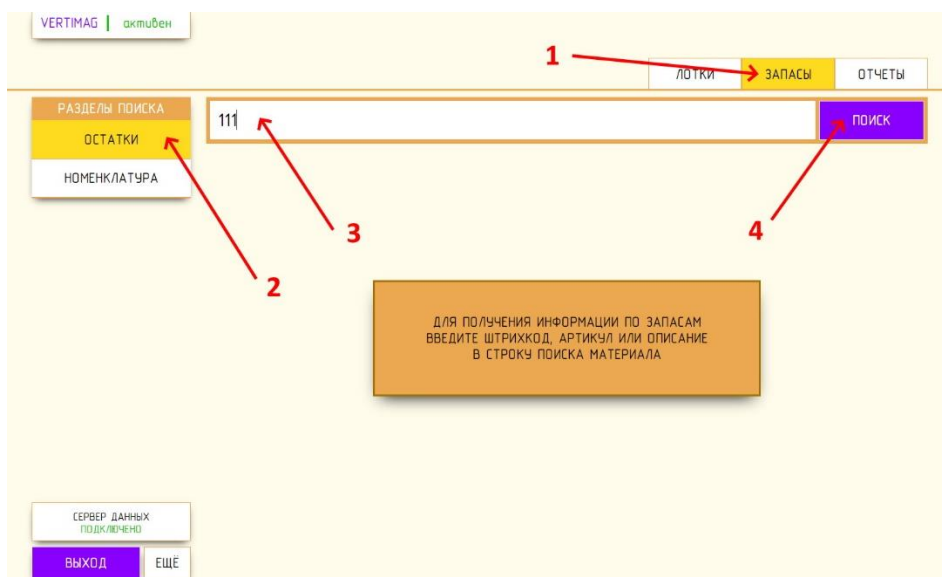 VERTIMAG | активен
1
ЛОТКИ ЗАПАСЫ ОТЧЕТЫ
РАЗДЕЛЫ ПОИСКА
111 ПОИСК
ОСТАТКИ
НОМЕНКЛАТУРА
3 4
2
ДЛЯ ПОЛУЧЕНИЯ ИНФОРМАЦИИ ПО ЗАПАСАМ
ВВЕДИТЕ ШТРИХКОД, АРТИКУЛ ИЛИ ОПИСАНИЕ
В СТРОКУ ПОИСКА МАТЕРИАЛА
СЕРВЕР ДАННЫХ
ПОДКЛЮЧЕНО
ВЫХОД ЕЩЁ